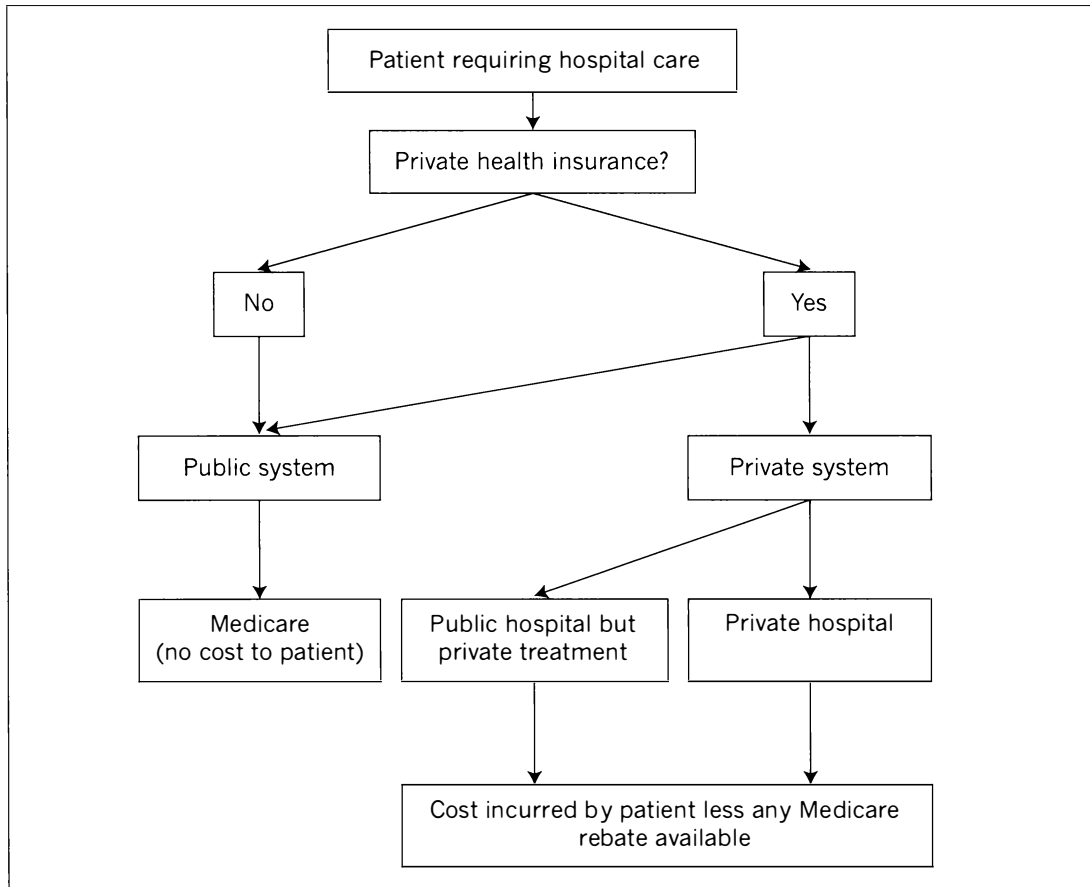 Patient requiring hospital care
Private health insurance?
No
Yes
Public system
Private system
Medicare
(no cost to patient)
Public hospital but
private treatment
Private hospital
Cost incurred by patient less any Medicare
rebate available